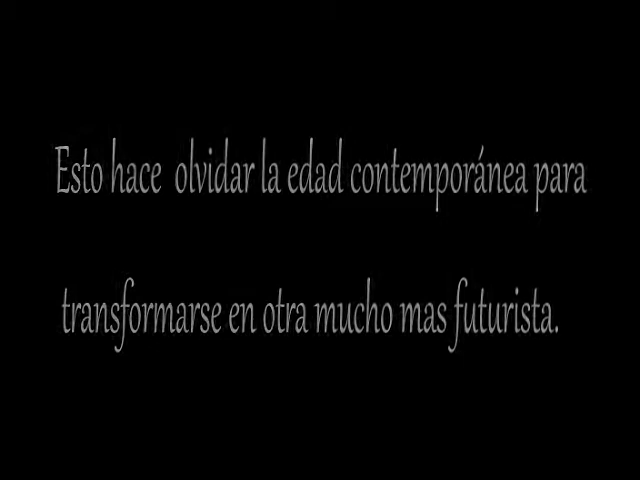 Esto hace olvidar la edad contemporánea para
transformarse en otra mucho mas futurista.